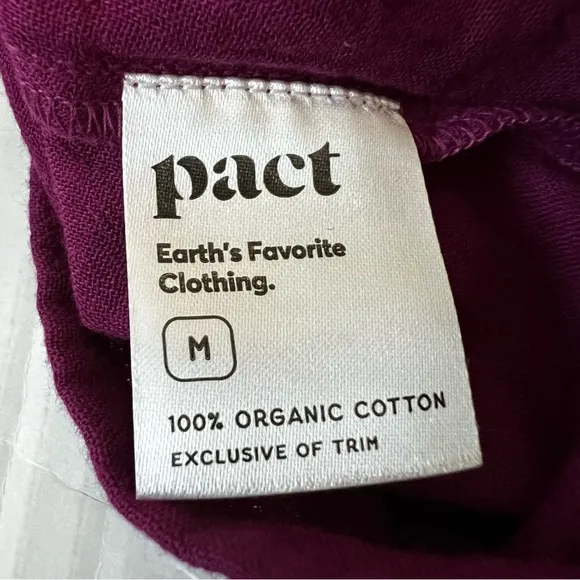 pact
Earth's Favorite
Clothing.
M
100% ORGANIC COTTON
EXCLUSIVE OF TRIM